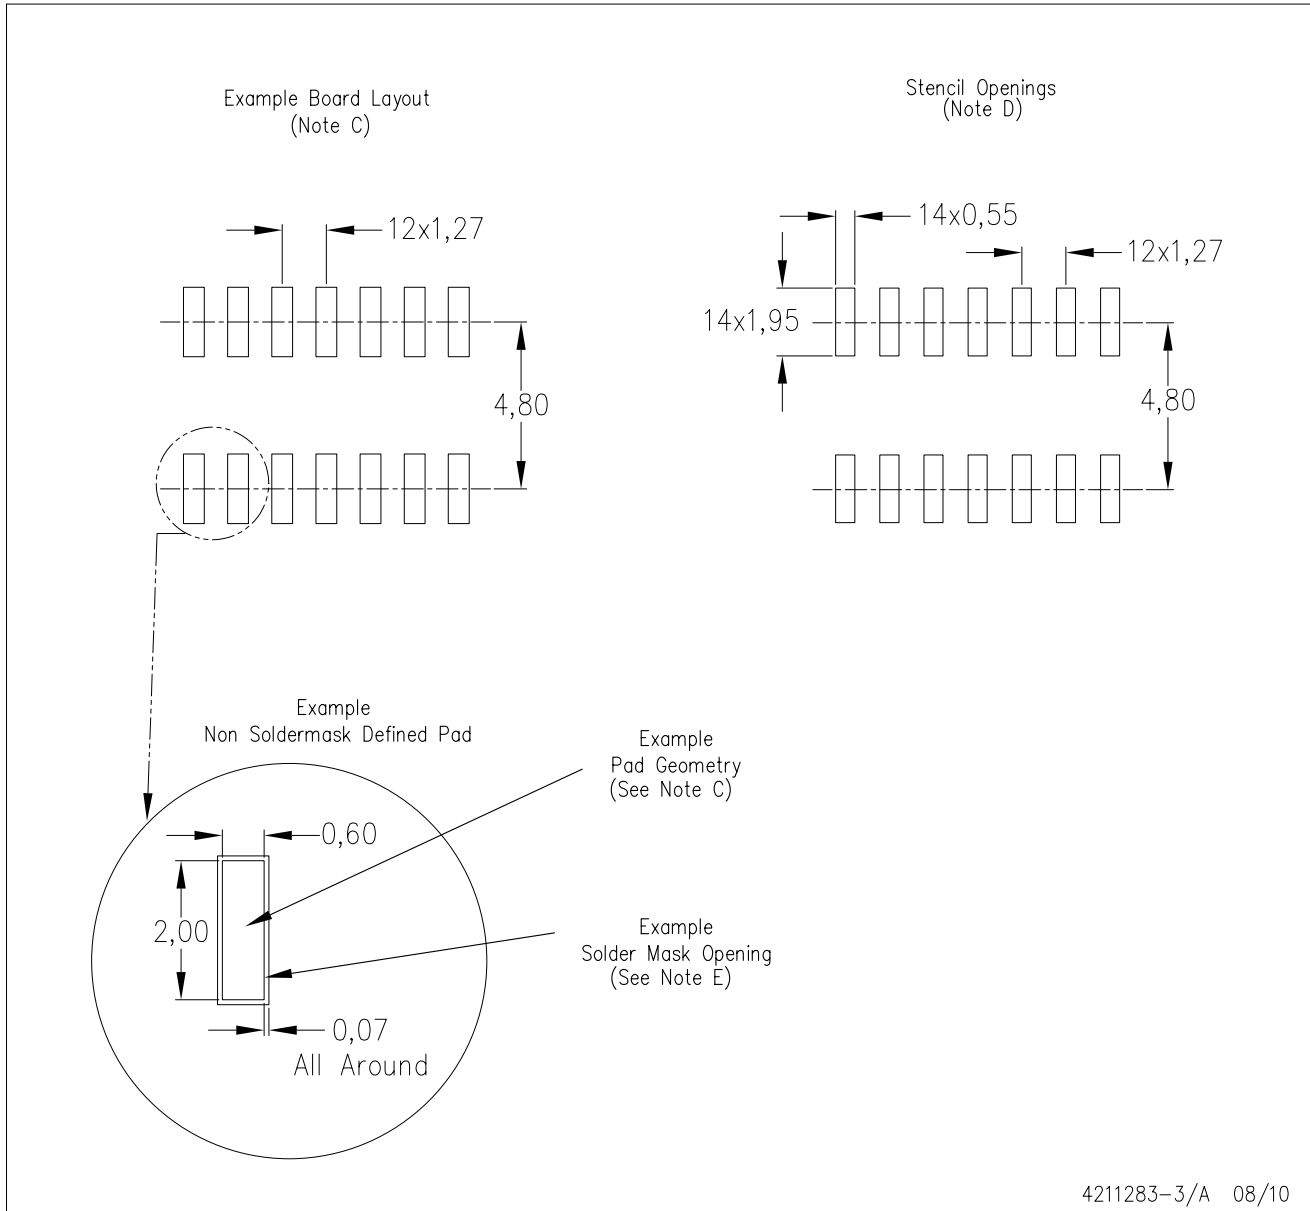 Example Board Layout
(Note C)
Stencil Openings
(Note D)
12x1,27
4,80
14x0,55
12x1,27
14x1,95
4,80
Example
Non Soldermask Defined Pad
0,60
2,00
0,07
All Around
Example
Pad Geometry
(See Note C)
Example
Solder Mask Opening
(See Note E)
4211283-3/A 08/10